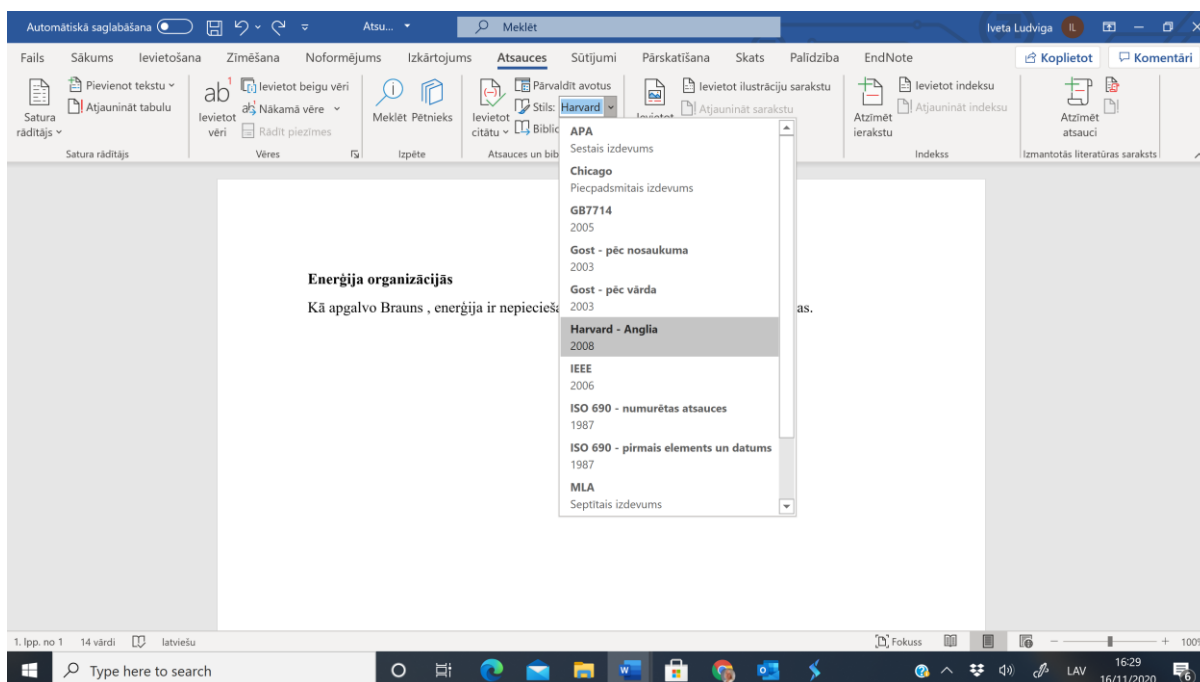 Automātiskā saglabāšana
Atsu...
Meklēt
Iveta Ludviga
IL
Fails Sākums Ievietošana Zīmēšana Noformējums Izkārtojums Atsauces Sūtījumi Pārskatīšana Skats Palīdzība EndNote Koplietot Komentāri
Satura rādītājs
Pievienot tekstu
Atjaunināt tabulu
Satura rādītājs
ab
Ievietot vēri
Ievietot beigu vēri
Nākamā vēre
Rādīt piezīmes
Vēres
Meklēt Pētnieks
Izpēte
Ievietot citātu
Pārvaldīt avotus
Stils: Harvard
Atsauces un bib
Ievietot ilustrāciju sarakstu
Atjaunināt sarakstu
Atzīmēt ierakstu
Ievietot indeksu
Atjaunināt indeksu
Indekss
Atzīmēt atsauci
Izmantotās literatūras saraksts
APA
Sestais izdevums
Chicago
Piecpadsmitais izdevums
GB7714
2005
Gost - pēc nosaukuma
2003
Gost - pēc vārda
2003
Harvard - Anglia
2008
IEEE
2006
ISO 690 - numurētas atsauces
1987
ISO 690 - pirmais elements un datums
1987
MLA
Septītais izdevums
Enerģija organizācijās
Kā apgalvo Brauns , enerģija ir as.
1. lpp. no 1 14 vārdi latviešu
Fokuss
Type here to search
LAV
16:29
16/11/2020